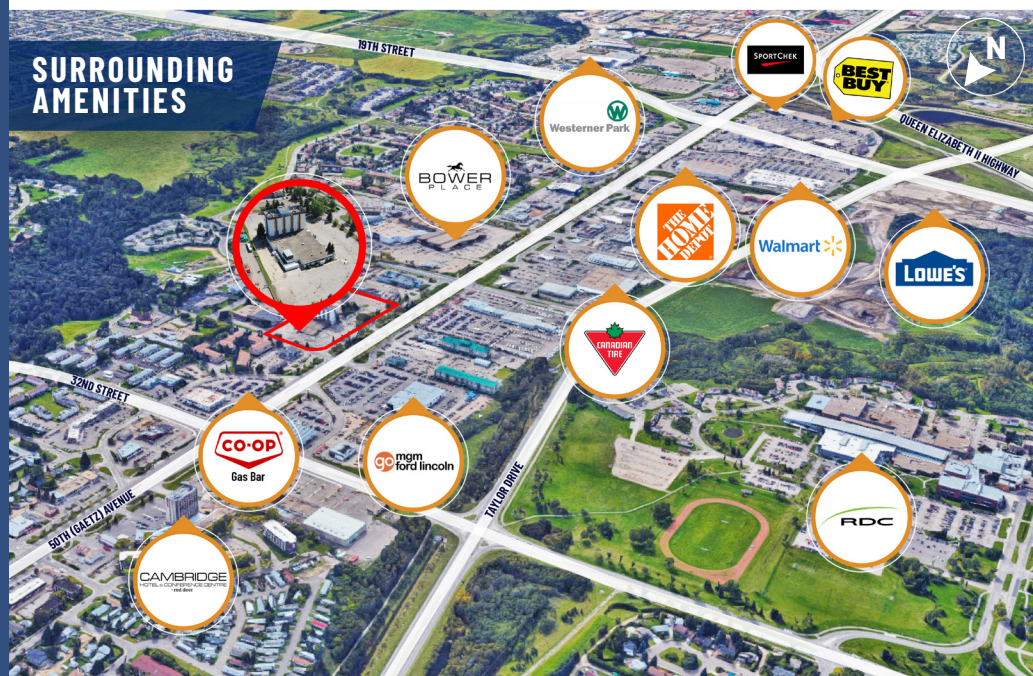 SURROUNDING
AMENITIES
19TH STREET
SPORTCHEK
BEST
BUY
N
QUEEN ELIZABETH II HIGHWAY
W
Westerner Park
BOWER
PLACE
THE
HOME
DEPOT
Walmart
LOWE'S
CANADIAN
TIRE
32ND STREET
CO·OP
Gas Bar
go mgm
ford lincoln
TAYLOR DRIVE
RDC
50TH (GAETZ) AVENUE
CAMBRIDGE
HOTEL & CONFERENCE CENTRE
· red deer